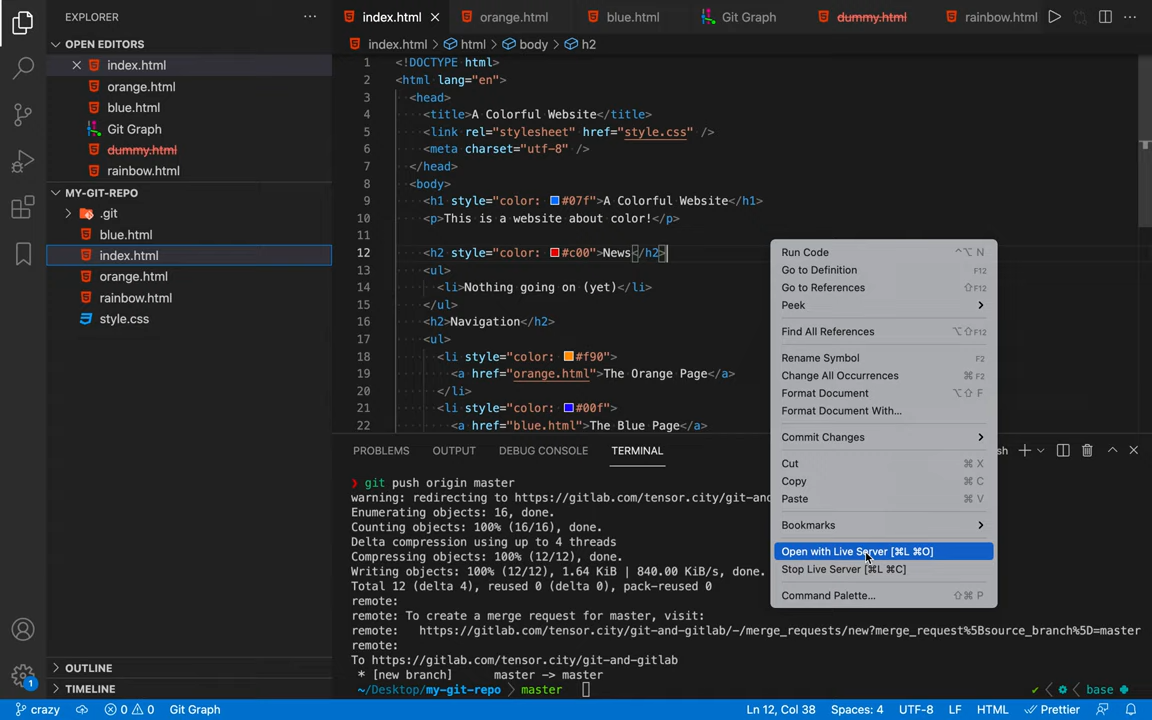 EXPLORER
OPEN EDITORS
index.html
orange.html
blue.html
Git Graph
dummy.html
rainbow.html
MY-GIT-REPO
.git
blue.html
index.html
orange.html
rainbow.html
style.css
OUTLINE
TIMELINE
index.html orange.html blue.html Git Graph dummy.html rainbow.html
index.html > html > body > h2
1 <!DOCTYPE html>
2 <html lang="en">
3 <head>
4 <title>A Colorful Website</title>
5 <link rel="stylesheet" href="style.css" />
6 <meta charset="utf-8" />
7 </head>
8 <body>
9 <h1 style="color: #07f">A Colorful Website</h1>
10 <p>This is a website about color!</p>
11
12 <h2 style="color: #c00">News</h2>
13 <ul>
14 <li>Nothing going on (yet)</li>
15 </ul>
16 <h2>Navigation</h2>
17 <ul>
18 <li style="color: #f90">
19 <a href="orange.html">The Orange Page</a>
20 </li>
21 <li style="color: #00f">
22 <a href="blue.html">The Blue Page</a>
Run Code ^⌥ N
Go to Definition F12
Go to References ⇧F12
Peek
Find All References ⌥⇧F12
Rename Symbol F2
Change All Occurrences ⌘F2
Format Document ⌥⇧ F
Format Document With...
Commit Changes
Cut ⌘ X
Copy ⌘ C
Paste ⌘ V
Bookmarks
Open with Live Server [⌘L ⌘O]
Stop Live Server [⌘L ⌘C]
Command Palette... ⇧⌘ P
PROBLEMS OUTPUT DEBUG CONSOLE TERMINAL sh
❯ git push origin master
warning: redirecting to https://gitlab.com/tensor.city/git-and
Enumerating objects: 16, done.
Counting objects: 100% (16/16), done.
Delta compression using up to 4 threads
Compressing objects: 100% (12/12), done.
Writing objects: 100% (12/12), 1.64 KiB | 840.00 KiB/s, done.
Total 12 (delta 4), reused 0 (delta 0), pack-reused 0
remote:
remote: To create a merge request for master, visit:
remote: https://gitlab.com/tensor.city/git-and-gitlab/-/merge_requests/new?merge_request%5Bsource_branch%5D=master
remote:
To https://gitlab.com/tensor.city/git-and-gitlab
* [new branch] master -> master
~/Desktop/my-git-repo master base
1
crazy 0 0 Git Graph Ln 12, Col 38 Spaces: 4 UTF-8 LF HTML Prettier